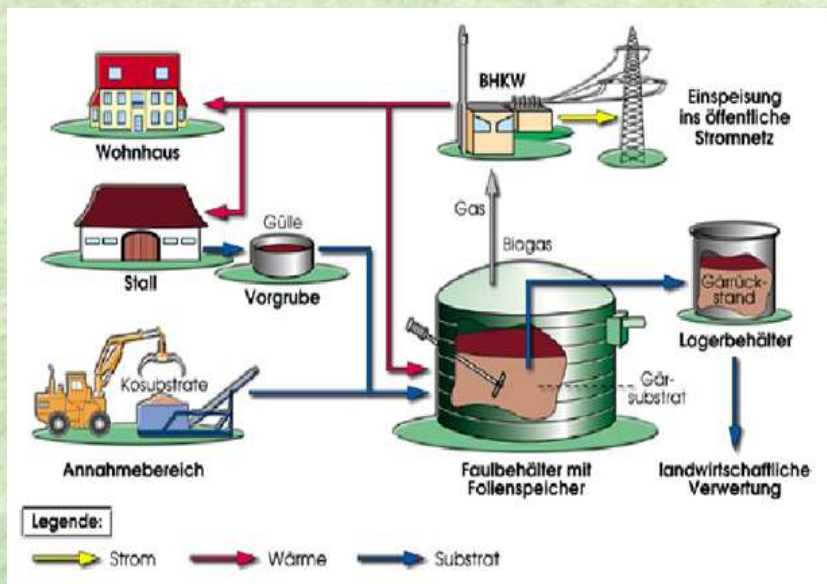 BHKW
Einspeisung
ins öffentliche
Stromnetz
Wohnhaus
Gas
Biogas
Gülle
Stall
Vorgrube
Gärrück-
stand
Lagerbehälter
Kosubstrate
Gär-
substrat
Annahmebereich
Faulbehälter mit
Folienspeicher
landwirtschaftliche
Verwertung
Legende:
Strom
Wärme
Substrat